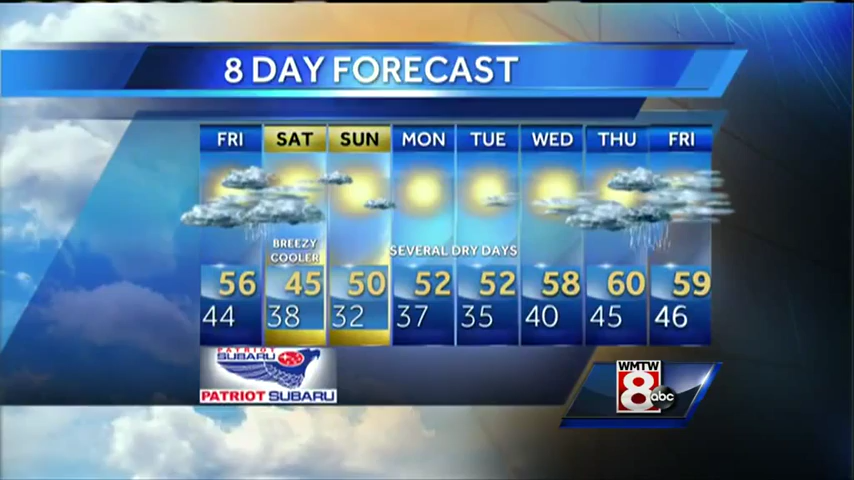 8 DAY FORECAST
FRI SAT SUN MON TUE WED THU FRI
BREEZY
COOLER
SEVERAL DRY DAYS
56 45 50 52 52 58 60 59
44 38 32 37 35 40 45 46
PATRIOT
SUBARU
PATRIOT SUBARU
WMTW
8
abc